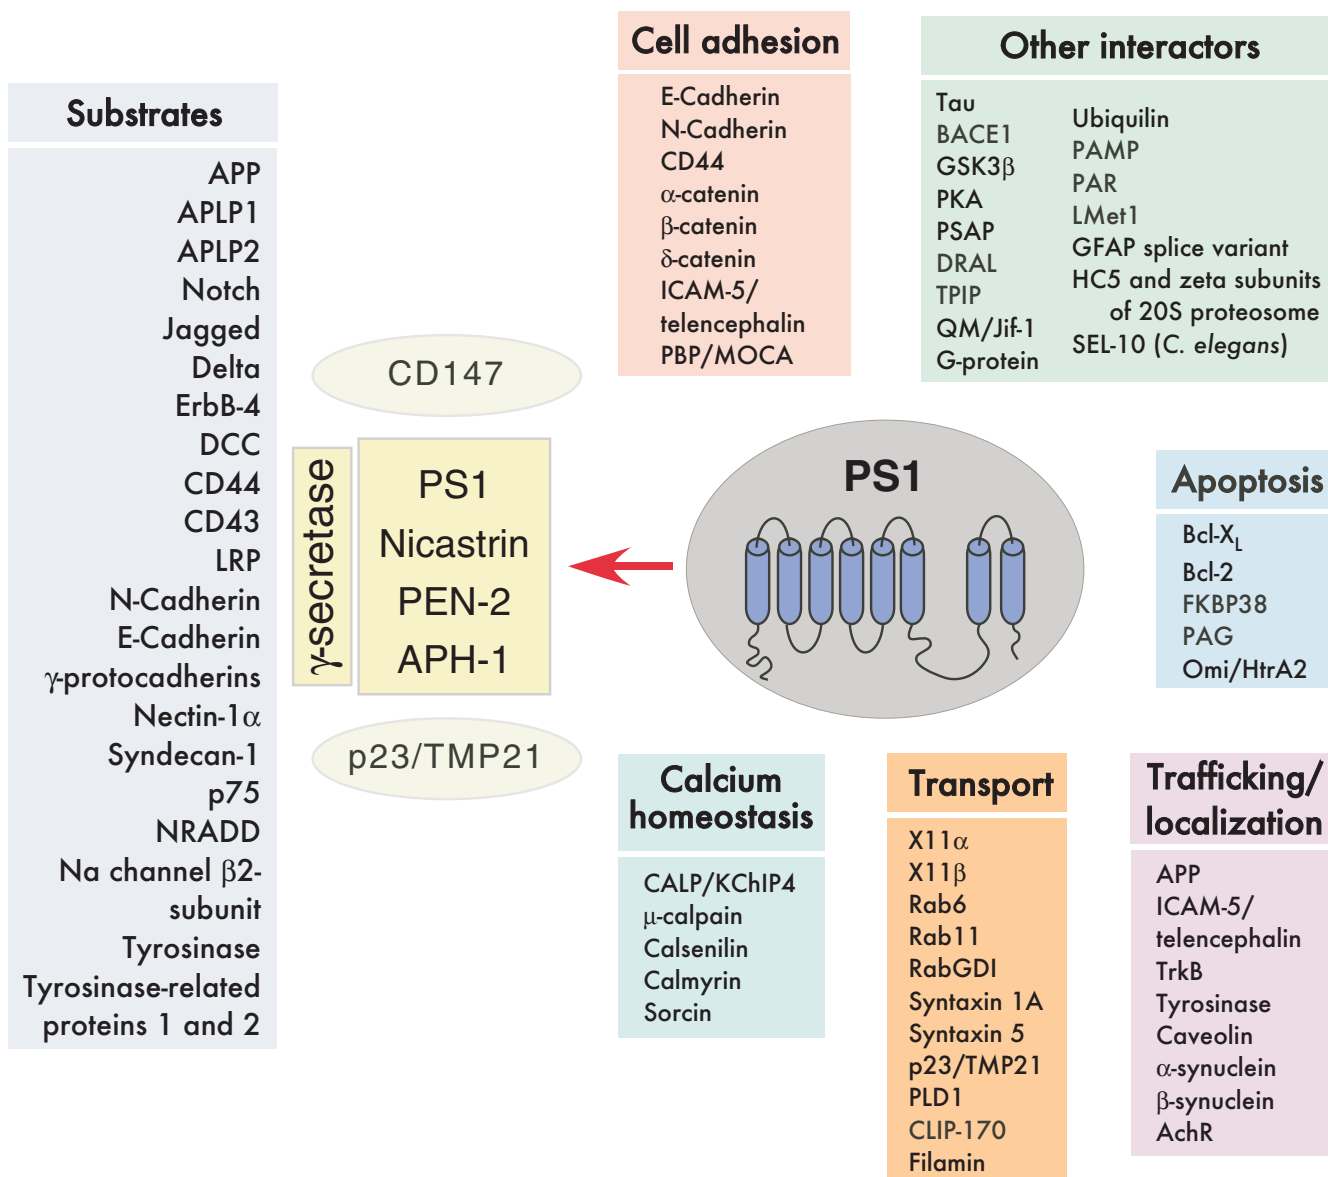 Substrates
APP
APLP1
APLP2
Notch
Jagged
Delta
ErbB-4
DCC
CD44
CD43
LRP
N-Cadherin
E-Cadherin
γ-protocadherins
Nectin-1α
Syndecan-1
p75
NRADD
Na channel β2-
subunit
Tyrosinase
Tyrosinase-related
proteins 1 and 2
CD147
γ-secretase
PS1
Nicastrin
PEN-2
APH-1
p23/TMP21
Cell adhesion
E-Cadherin
N-Cadherin
CD44
α-catenin
β-catenin
δ-catenin
ICAM-5/
telencephalin
PBP/MOCA
Other interactors
Tau
BACE1
GSK3β
PKA
PSAP
DRAL
TPIP
QM/Jif-1
G-protein
Ubiquilin
PAMP
PAR
LMet1
GFAP splice variant
HC5 and zeta subunits
of 20S proteosome
SEL-10 (C. elegans)
PS1
Apoptosis
Bcl-XL
Bcl-2
FKBP38
PAG
Omi/HtrA2
Calcium
homeostasis
CALP/KChIP4
μ-calpain
Calsenilin
Calmyrin
Sorcin
Transport
X11α
X11β
Rab6
Rab11
RabGDI
Syntaxin 1A
Syntaxin 5
p23/TMP21
PLD1
CLIP-170
Filamin
Trafficking/
localization
APP
ICAM-5/
telencephalin
TrkB
Tyrosinase
Caveolin
α-synuclein
β-synuclein
AchR